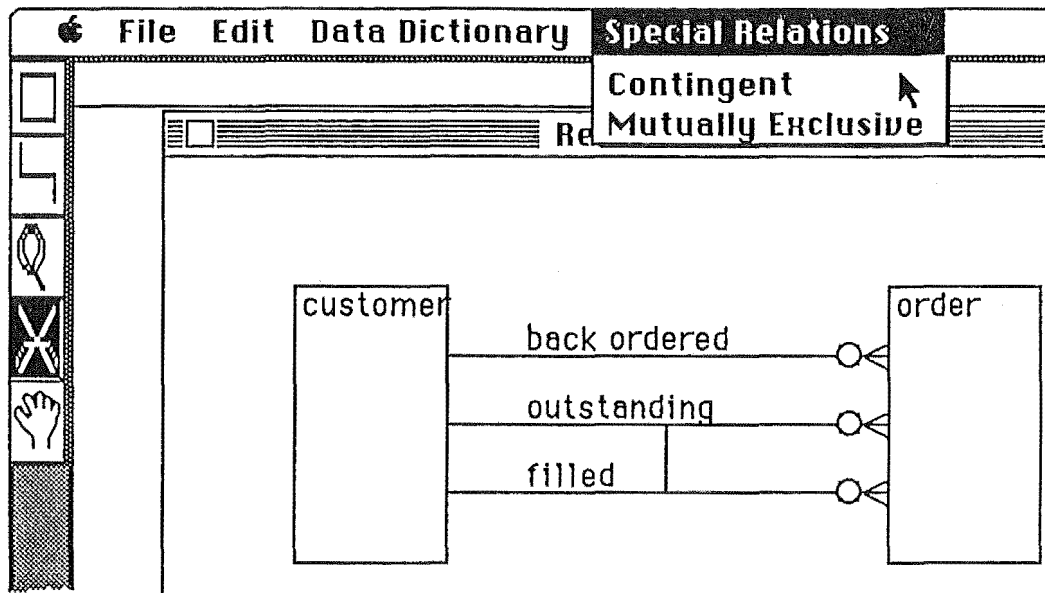 File Edit Data Dictionary Special Relations
Contingent
Mutually Exclusive
Re
customer
order
back ordered
outstanding
filled